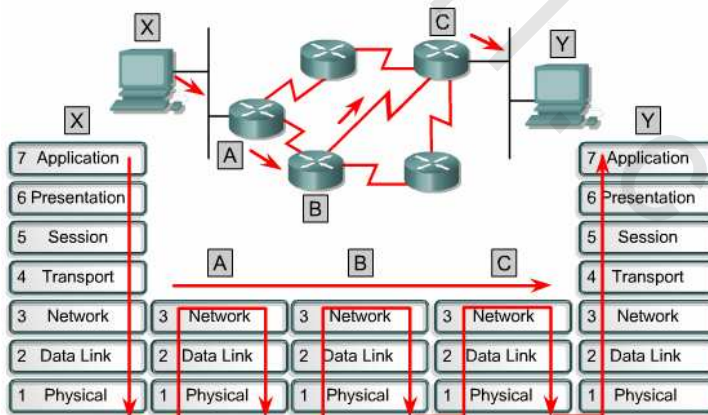 X
C
Y
A
B
X
Y
7 Application
7 Application
6 Presentation
6 Presentation
5 Session
5 Session
A
B
C
4 Transport
4 Transport
3 Network
3 Network
3 Network
3 Network
3 Network
2 Data Link
2 Data Link
2 Data Link
2 Data Link
2 Data Link
1 Physical
1 Physical
1 Physical
1 Physical
1 Physical